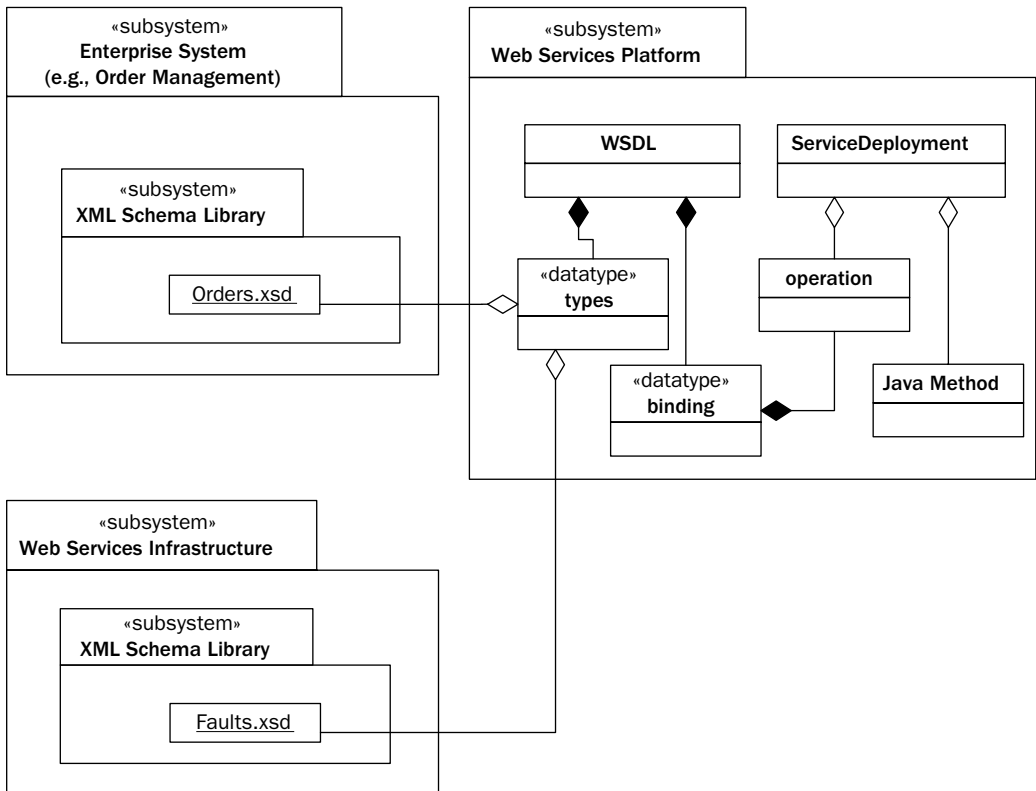 «subsystem»
Enterprise System
(e.g., Order Management)
«subsystem»
XML Schema Library
Orders.xsd
«subsystem»
Web Services Platform
WSDL
ServiceDeployment
«datatype»
types
operation
«datatype»
binding
Java Method
«subsystem»
Web Services Infrastructure
«subsystem»
XML Schema Library
Faults.xsd